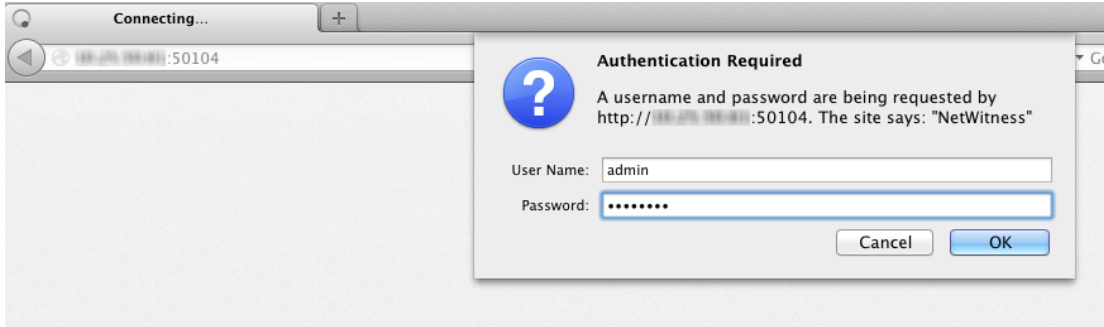 Connecting...
:50104
Authentication Required
A username and password are being requested by
http:// :50104. The site says: "NetWitness"
User Name: admin
Password: ••••••••
Cancel OK